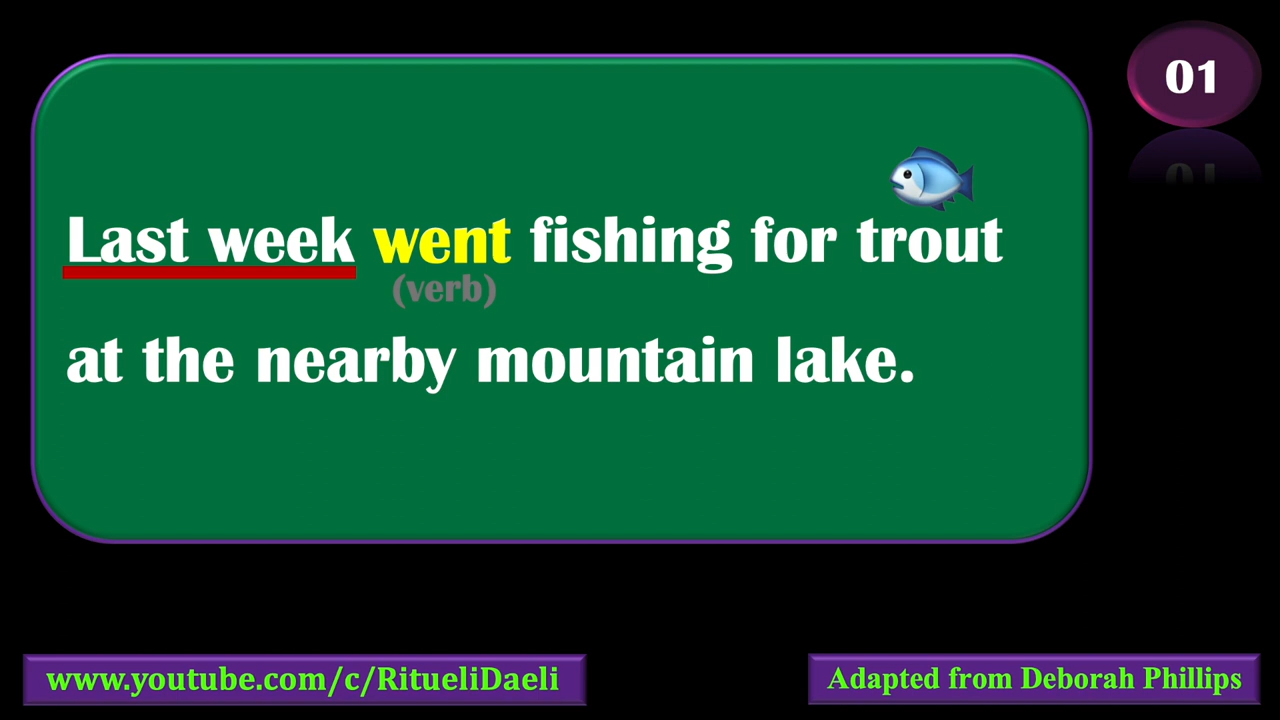 01
Last week went fishing for trout
(verb)
at the nearby mountain lake.
www.youtube.com/c/RitueliDaeli
Adapted from Deborah Phillips